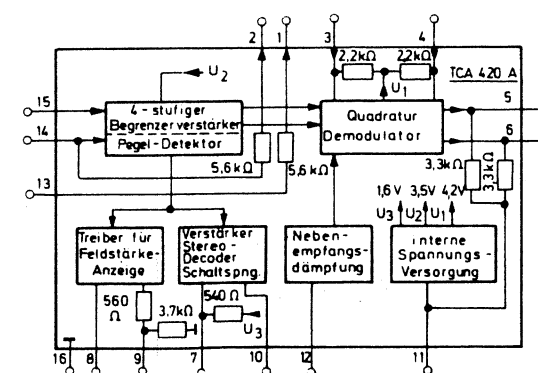 2 1 3 4
2,2kΩ 2,2kΩ
TCA 420 A
U2
U1
15
4-stufiger
Begrenzerverstärker
Pegel-Detektor
Quadratur
Demodulator
5
14
6
5,6kΩ
5,6kΩ
3,3kΩ
3,3kΩ
13
1,6V 3,5V 4,2V
U3 U2 U1
Treiber für
Feldstärke-
Anzeige
Verstärker
Stereo-
Decoder
Schaltspng.
Neben-
empfangs-
dämpfung
interne
Spannungs-
Versorgung
560
Ω
3,7kΩ
540Ω
U3
16 8 9 7 10 12 11